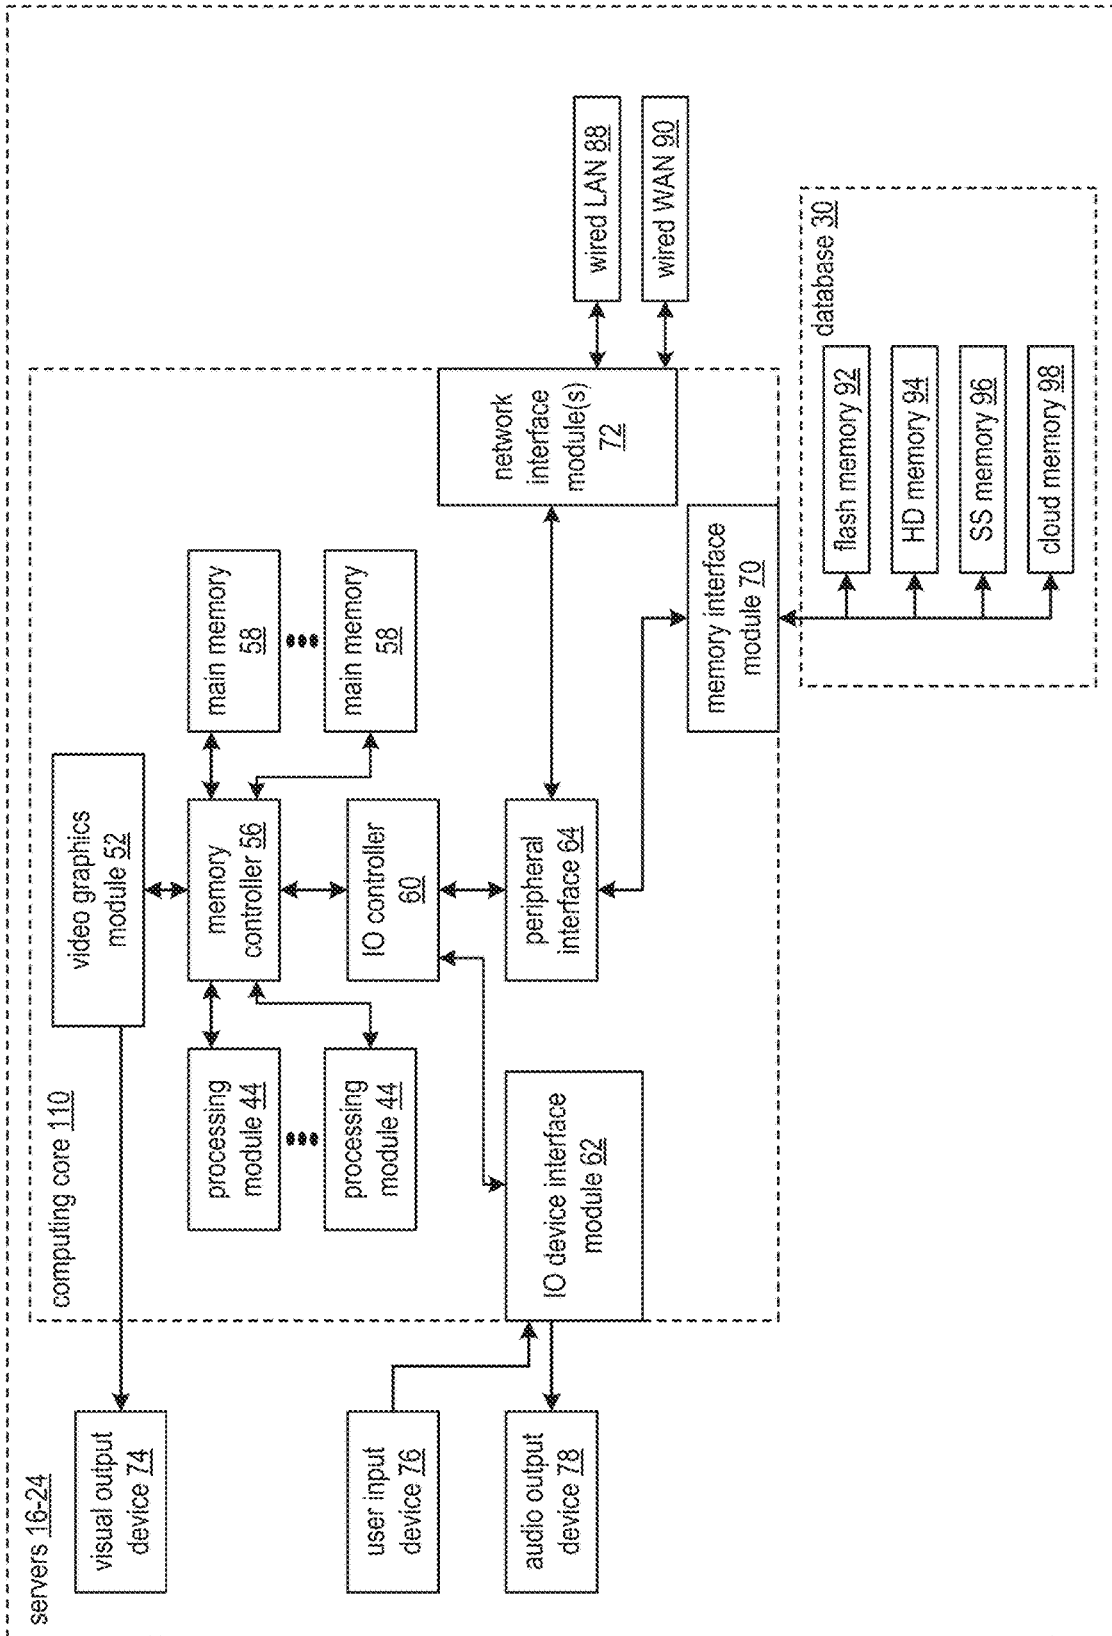 servers 16-24
computing core 110
visual output
device 74
video graphics
module 52
processing
module 44
processing
module 44
memory
controller 56
main memory
58
main memory
58
user input
device 76
IO controller
60
audio output
device 78
IO device interface
module 62
peripheral
interface 64
network
interface
module(s)
72
wired LAN 88
wired WAN 90
memory interface
module 70
database 30
flash memory 92
HD memory 94
SS memory 96
cloud memory 98